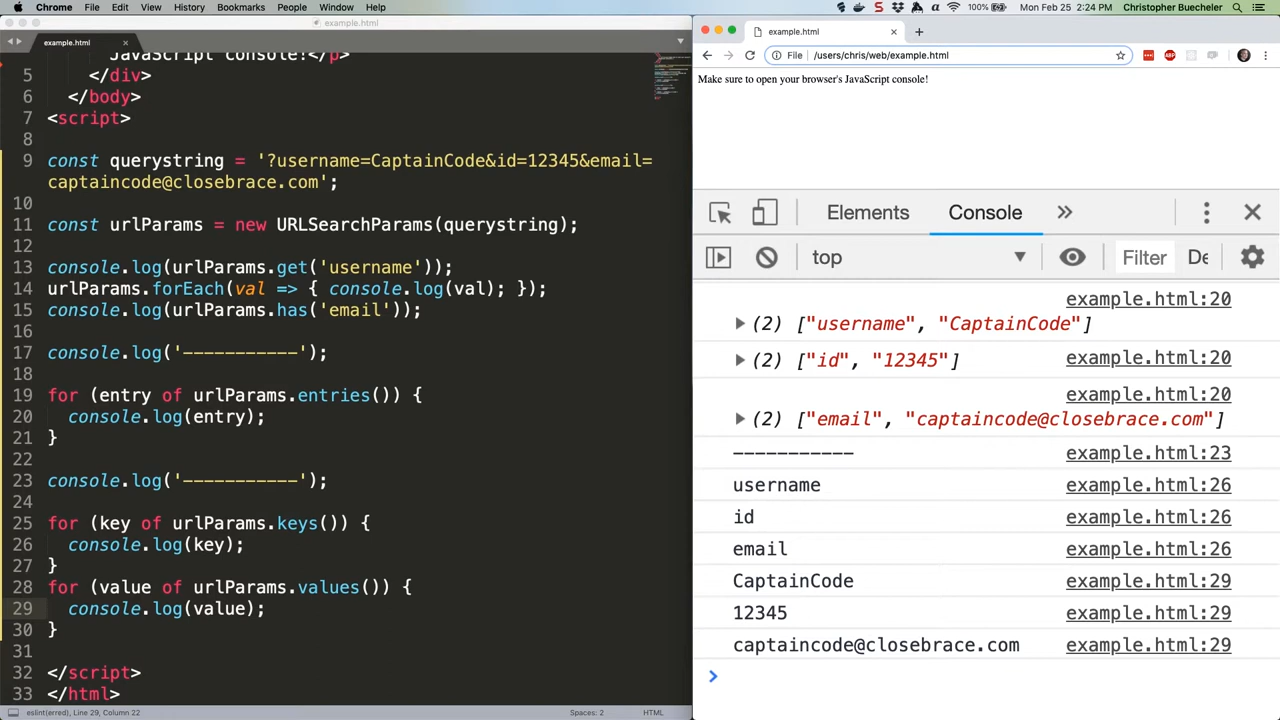 Chrome File Edit View History Bookmarks People Window Help
100% Mon Feb 25 2:24 PM Christopher Buecheler
example.html
example.html
JavaScript console!</p>
5 </div>
6 </body>
7 <script>
8
9 const querystring = '?username=CaptainCode&id=12345&email=
captaincode@closebrace.com';
10
11 const urlParams = new URLSearchParams(querystring);
12
13 console.log(urlParams.get('username'));
14 urlParams.forEach(val => { console.log(val); });
15 console.log(urlParams.has('email'));
16
17 console.log('-----------');
18
19 for (entry of urlParams.entries()) {
20 console.log(entry);
21 }
22
23 console.log('-----------');
24
25 for (key of urlParams.keys()) {
26 console.log(key);
27 }
28 for (value of urlParams.values()) {
29 console.log(value);
30 }
31
32 </script>
33 </html>
eslint(erred), Line 29, Column 22 Spaces: 2 HTML
example.html
File /users/chris/web/example.html ABP
Make sure to open your browser's JavaScript console!
Elements Console »
top Filter De
example.html:20
(2) ["username", "CaptainCode"]
(2) ["id", "12345"] example.html:20
example.html:20
(2) ["email", "captaincode@closebrace.com"]
----------- example.html:23
username example.html:26
id example.html:26
email example.html:26
CaptainCode example.html:29
12345 example.html:29
captaincode@closebrace.com example.html:29